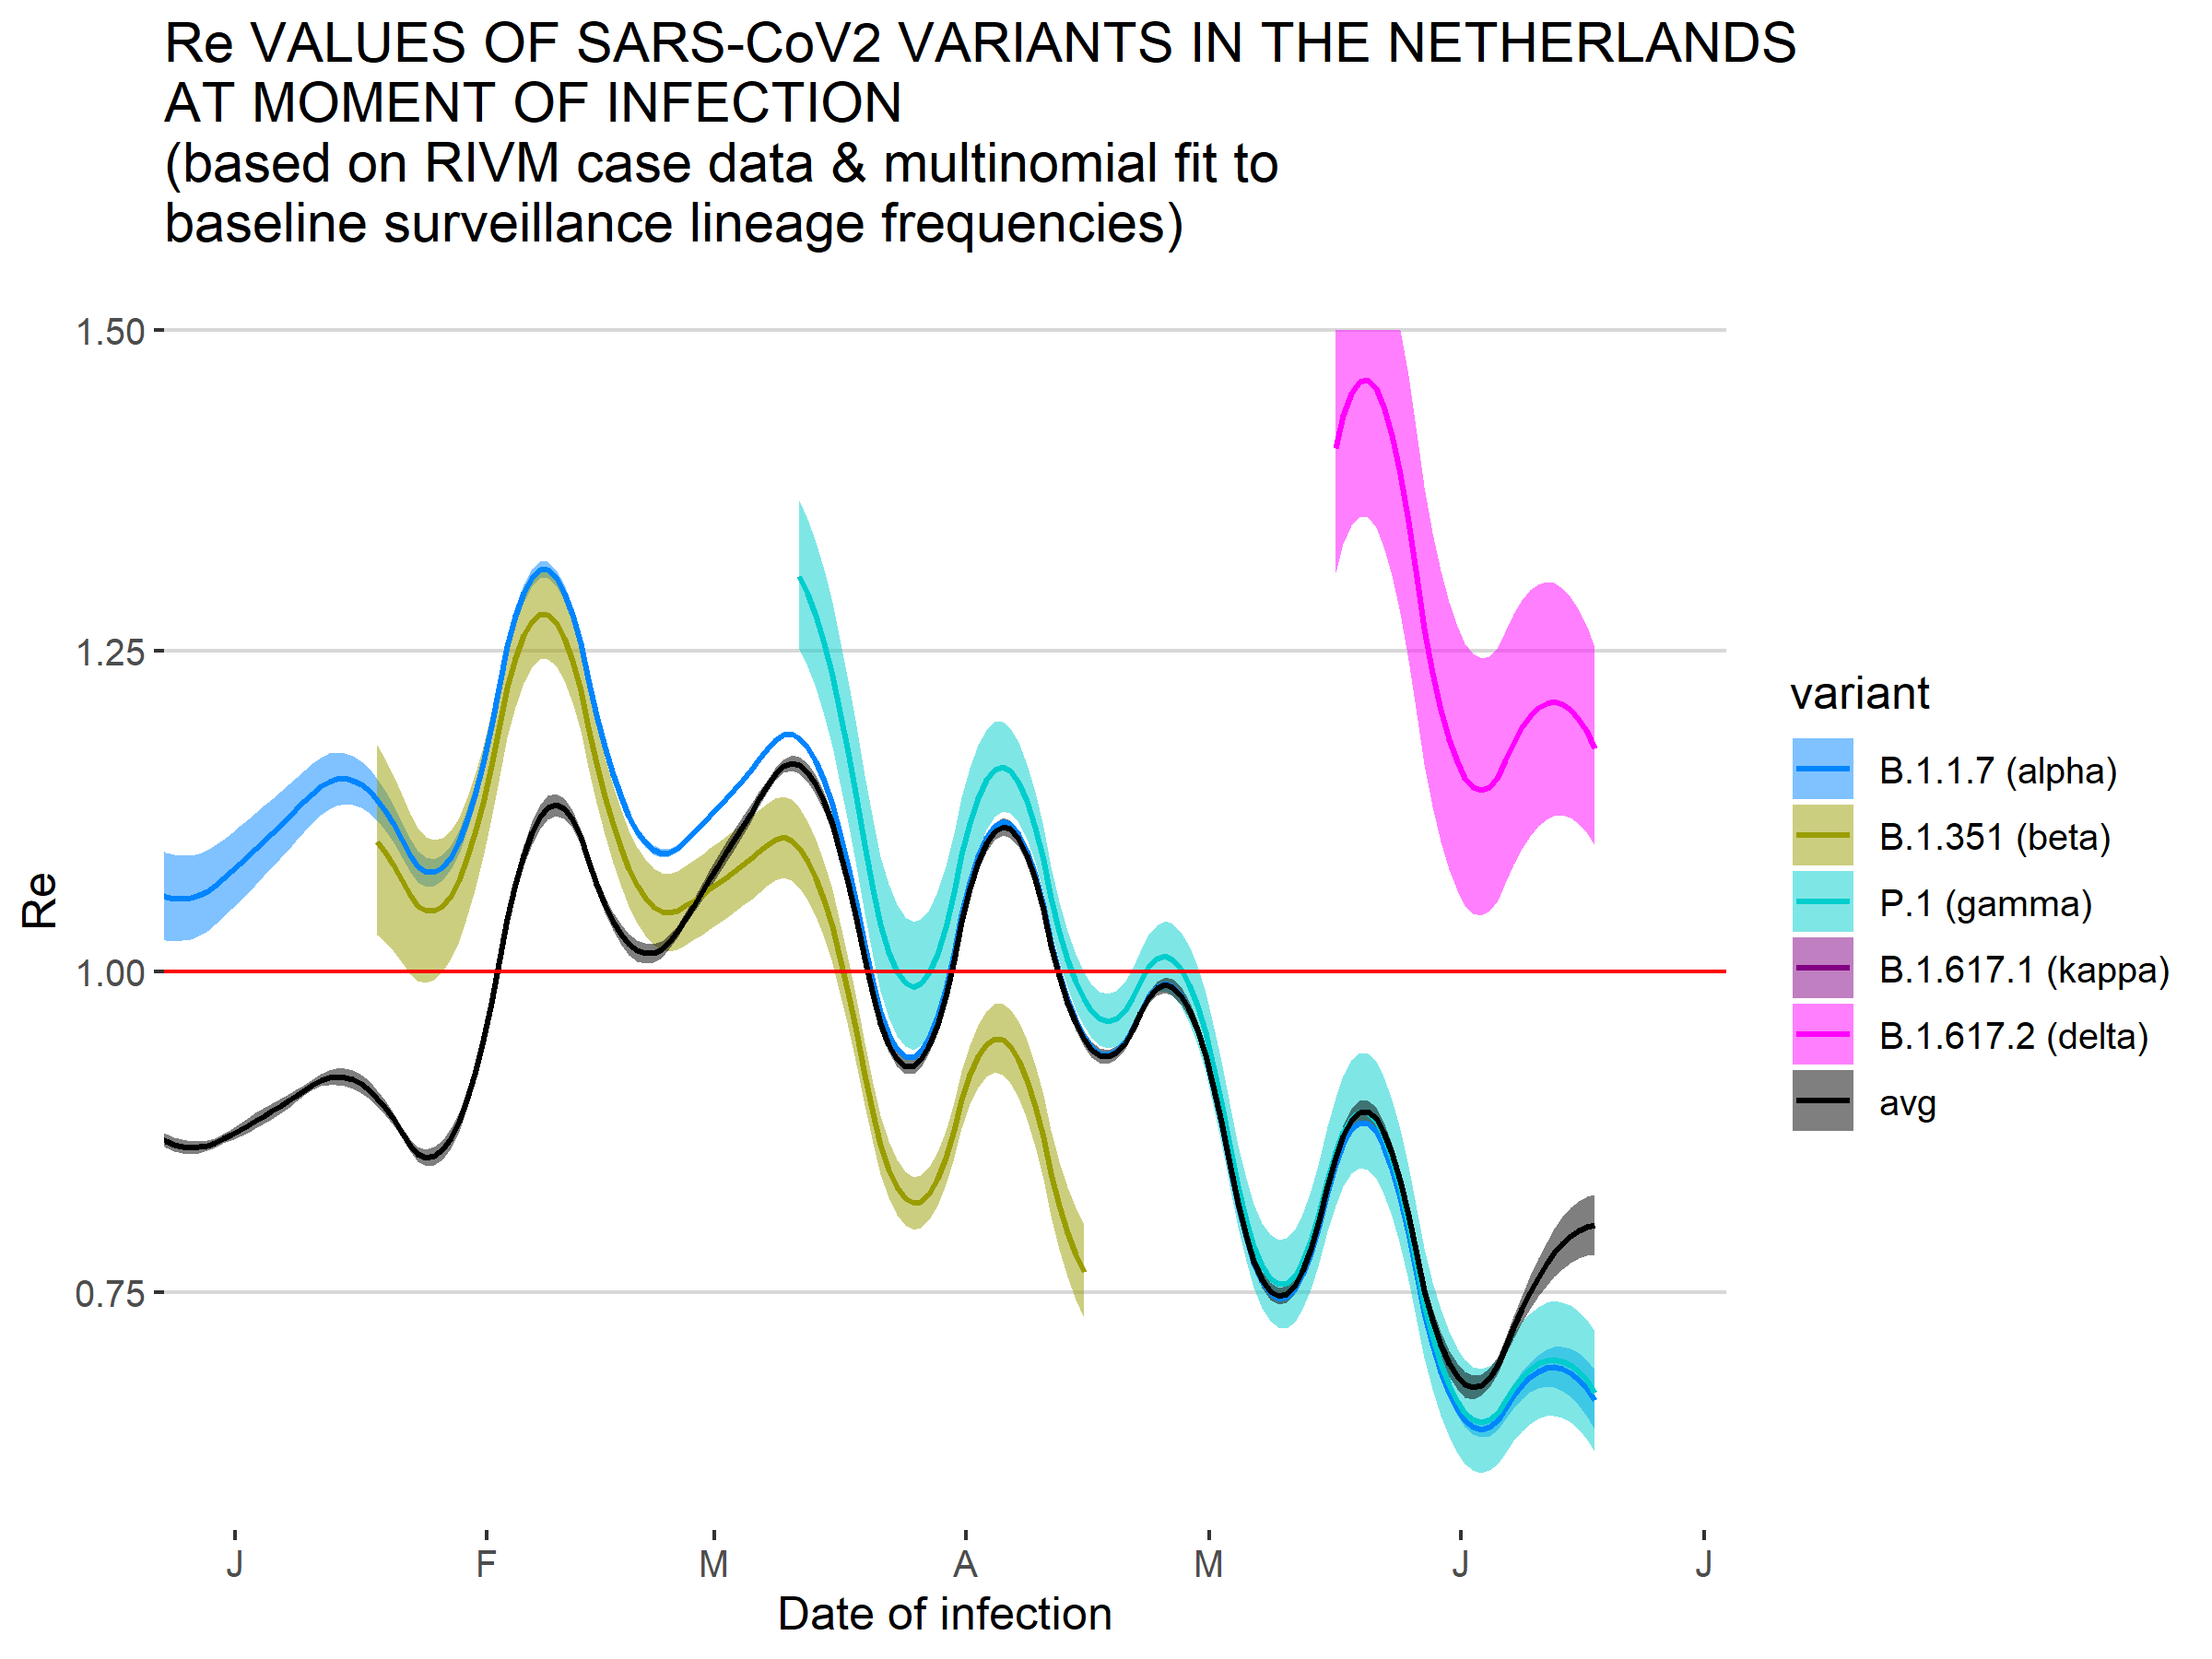 Re VALUES OF SARS-CoV2 VARIANTS IN THE NETHERLANDS
AT MOMENT OF INFECTION
(based on RIVM case data & multinomial fit to
baseline surveillance lineage frequencies)
1.50
1.25
1.00
0.75
Re
J F M A M J J
Date of infection
variant
B.1.1.7 (alpha)
B.1.351 (beta)
P.1 (gamma)
B.1.617.1 (kappa)
B.1.617.2 (delta)
avg